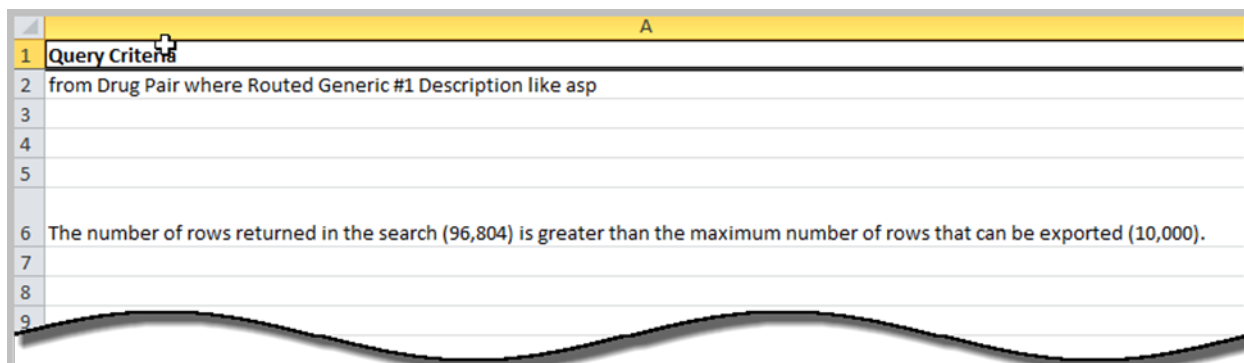 A
1 Query Criteria
2 from Drug Pair where Routed Generic #1 Description like asp
3
4
5
6 The number of rows returned in the search (96,804) is greater than the maximum number of rows that can be exported (10,000).
7
8
9